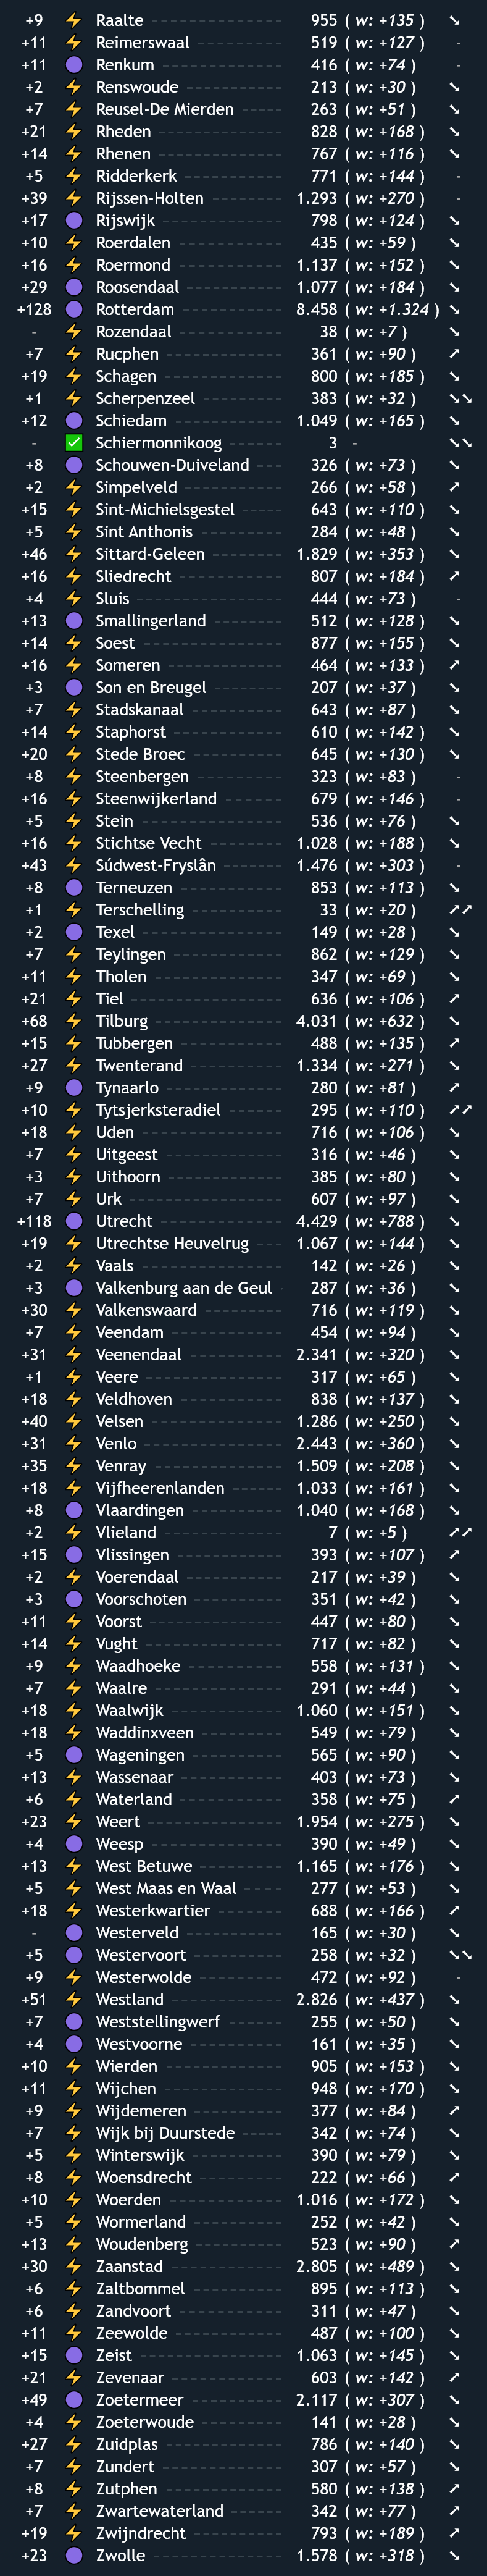 +9 ⚡ Raalte 955 ( w: +135 ) ↘
+11 ⚡ Reimerswaal 519 ( w: +127 ) -
+11 🟣 Renkum 416 ( w: +74 ) -
+2 ⚡ Renswoude 213 ( w: +30 ) ↘
+7 ⚡ Reusel-De Mierden 263 ( w: +51 ) ↘
+21 ⚡ Rheden 828 ( w: +168 ) ↘
+14 ⚡ Rhenen 767 ( w: +116 ) ↘
+5 ⚡ Ridderkerk 771 ( w: +144 ) -
+39 ⚡ Rijssen-Holten 1.293 ( w: +270 ) -
+17 🟣 Rijswijk 798 ( w: +124 ) ↘
+10 ⚡ Roerdalen 435 ( w: +59 ) ↘
+16 ⚡ Roermond 1.137 ( w: +152 ) ↘
+29 🟣 Roosendaal 1.077 ( w: +184 ) ↘
+128 🟣 Rotterdam 8.458 ( w: +1.324 ) ↘
- ⚡ Rozendaal 38 ( w: +7 ) ↘
+7 ⚡ Rucphen 361 ( w: +90 ) ↗
+19 ⚡ Schagen 800 ( w: +185 ) ↘
+1 ⚡ Scherpenzeel 383 ( w: +32 ) ↘↘
+12 🟣 Schiedam 1.049 ( w: +165 ) ↘
- ✅ Schiermonnikoog 3 - ↘↘
+8 🟣 Schouwen-Duiveland 326 ( w: +73 ) ↘
+2 ⚡ Simpelveld 266 ( w: +58 ) ↗
+15 ⚡ Sint-Michielsgestel 643 ( w: +110 ) ↘
+5 ⚡ Sint Anthonis 284 ( w: +48 ) ↘
+46 ⚡ Sittard-Geleen 1.829 ( w: +353 ) ↘
+16 ⚡ Sliedrecht 807 ( w: +184 ) ↗
+4 ⚡ Sluis 444 ( w: +73 ) -
+13 🟣 Smallingerland 512 ( w: +128 ) ↘
+14 ⚡ Soest 877 ( w: +155 ) ↘
+16 ⚡ Someren 464 ( w: +133 ) ↗
+3 🟣 Son en Breugel 207 ( w: +37 ) ↘
+7 ⚡ Stadskanaal 643 ( w: +87 ) ↘
+14 ⚡ Staphorst 610 ( w: +142 ) ↘
+20 ⚡ Stede Broec 645 ( w: +130 ) ↘
+8 ⚡ Steenbergen 323 ( w: +83 ) -
+16 ⚡ Steenwijkerland 679 ( w: +146 ) -
+5 ⚡ Stein 536 ( w: +76 ) ↘
+16 ⚡ Stichtse Vecht 1.028 ( w: +188 ) ↘
+43 ⚡ Súdwest-Fryslân 1.476 ( w: +303 ) -
+8 🟣 Terneuzen 853 ( w: +113 ) ↘
+1 ⚡ Terschelling 33 ( w: +20 ) ↗↗
+2 🟣 Texel 149 ( w: +28 ) ↘
+7 ⚡ Teylingen 862 ( w: +129 ) ↘
+11 ⚡ Tholen 347 ( w: +69 ) ↘
+21 ⚡ Tiel 636 ( w: +106 ) ↗
+68 ⚡ Tilburg 4.031 ( w: +632 ) ↘
+15 ⚡ Tubbergen 488 ( w: +135 ) ↗
+27 ⚡ Twenterand 1.334 ( w: +271 ) ↘
+9 🟣 Tynaarlo 280 ( w: +81 ) ↗
+10 ⚡ Tytsjerksteradiel 295 ( w: +110 ) ↗↗
+18 ⚡ Uden 716 ( w: +106 ) ↘
+7 ⚡ Uitgeest 316 ( w: +46 ) ↘
+3 ⚡ Uithoorn 385 ( w: +80 ) ↘
+7 ⚡ Urk 607 ( w: +97 ) ↘
+118 🟣 Utrecht 4.429 ( w: +788 ) ↘
+19 ⚡ Utrechtse Heuvelrug 1.067 ( w: +144 ) ↘
+2 ⚡ Vaals 142 ( w: +26 ) ↘
+3 🟣 Valkenburg aan de Geul 287 ( w: +36 ) ↘
+30 ⚡ Valkenswaard 716 ( w: +119 ) ↘
+7 ⚡ Veendam 454 ( w: +94 ) ↘
+31 ⚡ Veenendaal 2.341 ( w: +320 ) ↘
+1 ⚡ Veere 317 ( w: +65 ) ↘
+18 ⚡ Veldhoven 838 ( w: +137 ) ↘
+40 ⚡ Velsen 1.286 ( w: +250 ) ↘
+31 ⚡ Venlo 2.443 ( w: +360 ) ↘
+35 ⚡ Venray 1.509 ( w: +208 ) ↘
+18 ⚡ Vijfheerenlanden 1.033 ( w: +161 ) ↘
+8 🟣 Vlaardingen 1.040 ( w: +168 ) ↘
+2 ⚡ Vlieland 7 ( w: +5 ) ↗↗
+15 🟣 Vlissingen 393 ( w: +107 ) ↗
+2 ⚡ Voerendaal 217 ( w: +39 ) ↘
+3 🟣 Voorschoten 351 ( w: +42 ) ↘
+11 ⚡ Voorst 447 ( w: +80 ) ↘
+14 ⚡ Vught 717 ( w: +82 ) ↘
+9 ⚡ Waadhoeke 558 ( w: +131 ) ↘
+7 ⚡ Waalre 291 ( w: +44 ) ↘
+18 ⚡ Waalwijk 1.060 ( w: +151 ) ↘
+18 ⚡ Waddinxveen 549 ( w: +79 ) ↘
+5 🟣 Wageningen 565 ( w: +90 ) ↘
+13 ⚡ Wassenaar 403 ( w: +73 ) ↘
+6 ⚡ Waterland 358 ( w: +75 ) ↗
+23 ⚡ Weert 1.954 ( w: +275 ) ↘
+4 🟣 Weesp 390 ( w: +49 ) ↘
+13 ⚡ West Betuwe 1.165 ( w: +176 ) ↘
+5 ⚡ West Maas en Waal 277 ( w: +53 ) ↘
+18 ⚡ Westerkwartier 688 ( w: +166 ) ↗
- 🟣 Westerveld 165 ( w: +30 ) ↘
+5 🟣 Westervoort 258 ( w: +32 ) ↘↘
+9 ⚡ Westerwolde 472 ( w: +92 ) -
+51 ⚡ Westland 2.826 ( w: +437 ) ↘
+7 🟣 Weststellingwerf 255 ( w: +50 ) ↘
+4 🟣 Westvoorne 161 ( w: +35 ) ↘
+10 ⚡ Wierden 905 ( w: +153 ) ↘
+11 ⚡ Wijchen 948 ( w: +170 ) ↘
+9 ⚡ Wijdemeren 377 ( w: +84 ) ↗
+7 ⚡ Wijk bij Duurstede 342 ( w: +74 ) ↘
+5 ⚡ Winterswijk 390 ( w: +79 ) ↘
+8 ⚡ Woensdrecht 222 ( w: +66 ) ↗
+10 ⚡ Woerden 1.016 ( w: +172 ) ↘
+5 ⚡ Wormerland 252 ( w: +42 ) ↘
+13 ⚡ Woudenberg 523 ( w: +90 ) ↗
+30 ⚡ Zaanstad 2.805 ( w: +489 ) ↘
+6 ⚡ Zaltbommel 895 ( w: +113 ) ↘
+6 ⚡ Zandvoort 311 ( w: +47 ) ↘
+11 ⚡ Zeewolde 487 ( w: +100 ) ↘
+15 🟣 Zeist 1.063 ( w: +145 ) ↘
+21 ⚡ Zevenaar 603 ( w: +142 ) ↗
+49 🟣 Zoetermeer 2.117 ( w: +307 ) ↘
+4 ⚡ Zoeterwoude 141 ( w: +28 ) ↘
+27 ⚡ Zuidplas 786 ( w: +140 ) ↘
+7 ⚡ Zundert 307 ( w: +57 ) ↘
+8 ⚡ Zutphen 580 ( w: +138 ) ↗
+7 ⚡ Zwartewaterland 342 ( w: +77 ) ↗
+19 ⚡ Zwijndrecht 793 ( w: +189 ) ↗
+23 🟣 Zwolle 1.578 ( w: +318 ) ↘